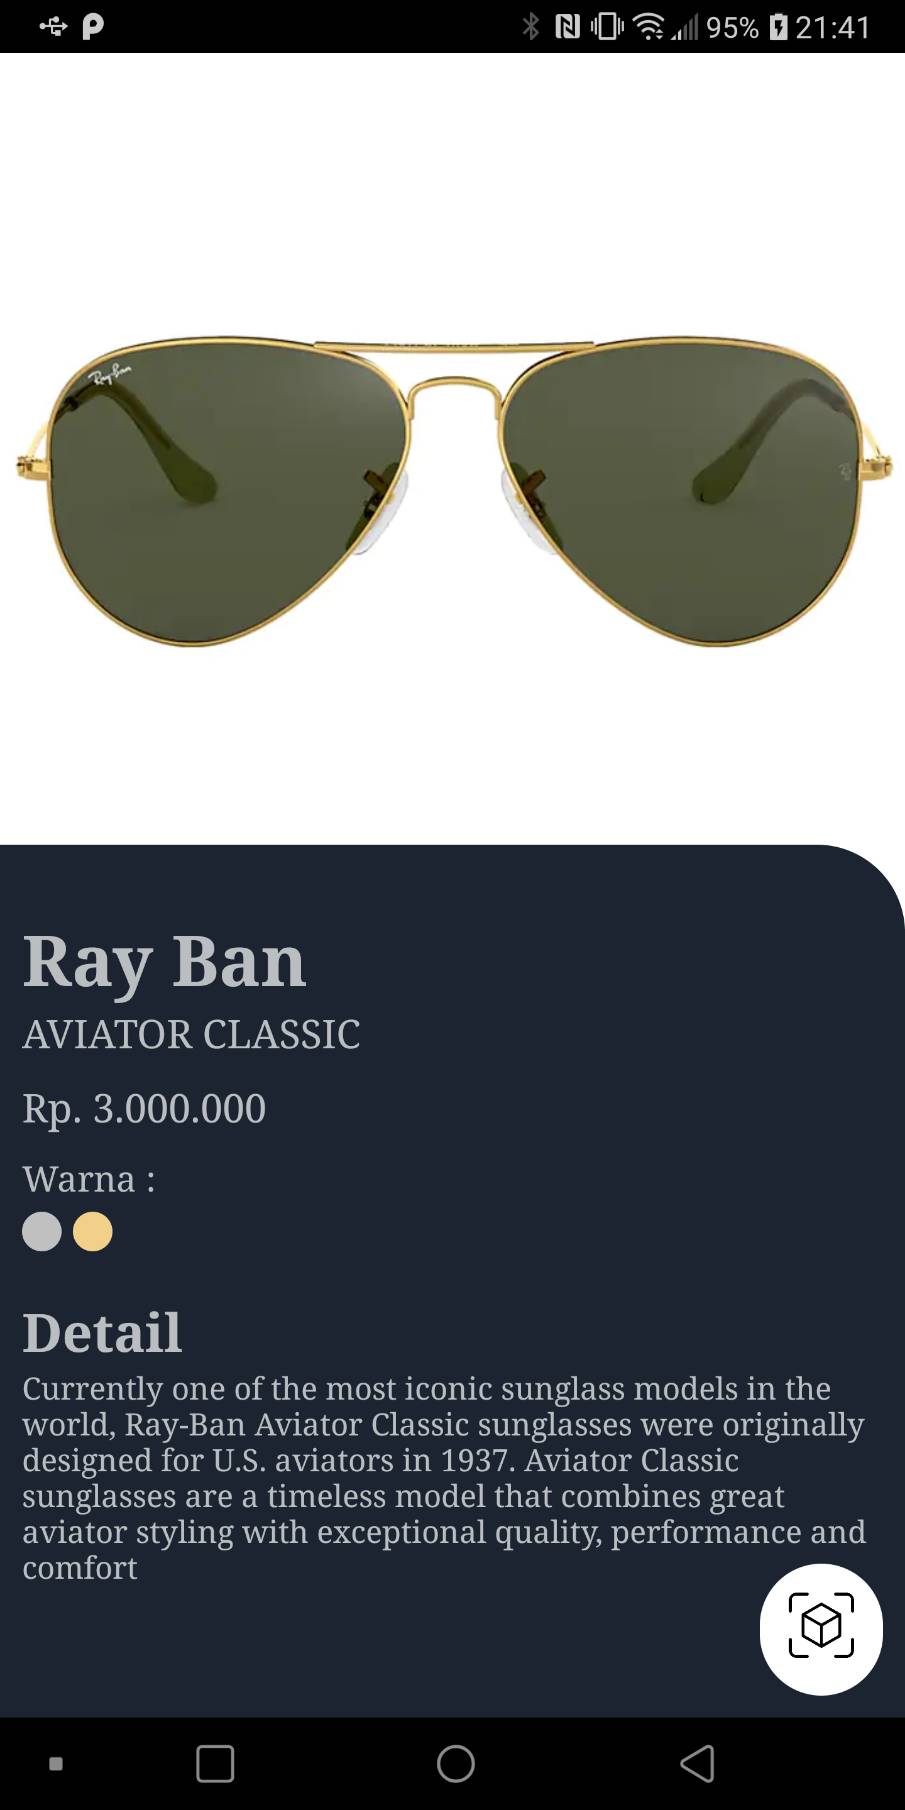 95% 21:41
Ray-Ban
Ray Ban
AVIATOR CLASSIC
Rp. 3.000.000
Warna :
Detail
Currently one of the most iconic sunglass models in the
world, Ray-Ban Aviator Classic sunglasses were originally
designed for U.S. aviators in 1937. Aviator Classic
sunglasses are a timeless model that combines great
aviator styling with exceptional quality, performance and
comfort